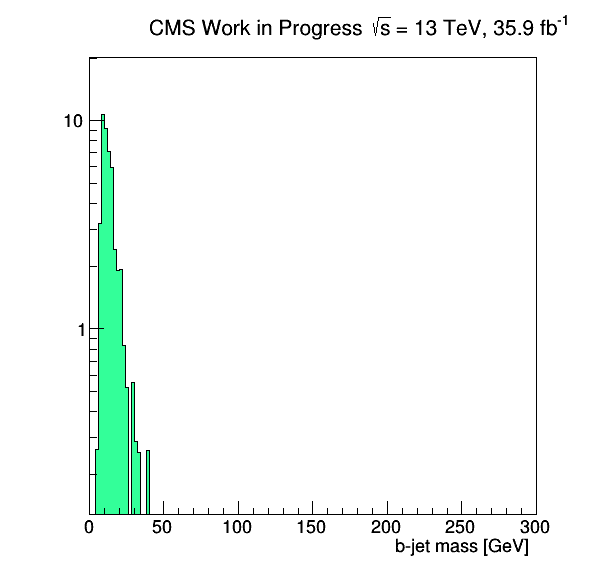 CMS Work in Progress √s = 13 TeV, 35.9 fb⁻¹
10
1
0 50 100 150 200 250 300
b-jet mass [GeV]